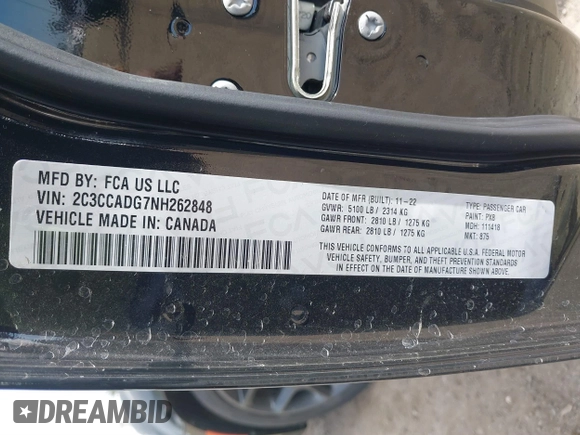 MFD BY: FCA US LLC
VIN: 2C3CCADG7NH262848
VEHICLE MADE IN: CANADA
DATE OF MFR (BUILT): 11-22
GVWR: 5100 LB / 2314 KG
GAWR FRONT: 2810 LB / 1275 KG
GAWR REAR: 2810 LB / 1275 KG
TYPE: PASSENGER CAR
PAINT: PX8
MDH: 111418
MKT: 875
THIS VEHICLE CONFORMS TO ALL APPLICABLE U.S.A. FEDERAL MOTOR
VEHICLE SAFETY, BUMPER, AND THEFT PREVENTION STANDARDS
IN EFFECT ON THE DATE OF MANUFACTURE SHOWN ABOVE.
DREAMBID